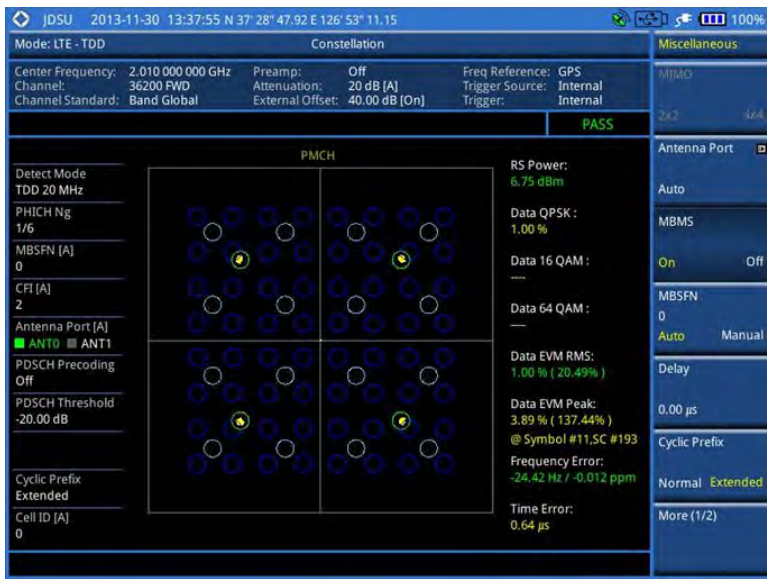 JDSU 2013-11-30 13:37:55 N 37' 28" 47.92 E 126' 53" 11.15 100%
Mode: LTE - TDD Constellation
Center Frequency: 2.010 000 000 GHz Preamp: Off Freq Reference: GPS
Channel: 36200 FWD Attenuation: 20 dB [A] Trigger Source: Internal
Channel Standard: Band Global External Offset: 40.00 dB [On] Trigger: Internal
PASS
Detect Mode
TDD 20 MHz
PHICH Ng
1/6
MBSFN [A]
0
CFI [A]
2
Antenna Port [A]
ANT0 ANT1
PDSCH Precoding
Off
PDSCH Threshold
-20.00 dB
Cyclic Prefix
Extended
Cell ID [A]
0
PMCH
RS Power:
6.75 dBm
Data QPSK :
1.00 %
Data 16 QAM :
----
Data 64 QAM :
----
Data EVM RMS:
1.00 % ( 20.49% )
Data EVM Peak:
3.89 % ( 137.44% )
@ Symbol #11,SC #193
Frequency Error:
-24.42 Hz / -0.012 ppm
Time Error:
0.64 µs
Miscellaneous
MIMO
2x2 4x4
Antenna Port
Auto
MBMS
On Off
MBSFN
0
Auto Manual
Delay
0.00 µs
Cyclic Prefix
Normal Extended
More (1/2)